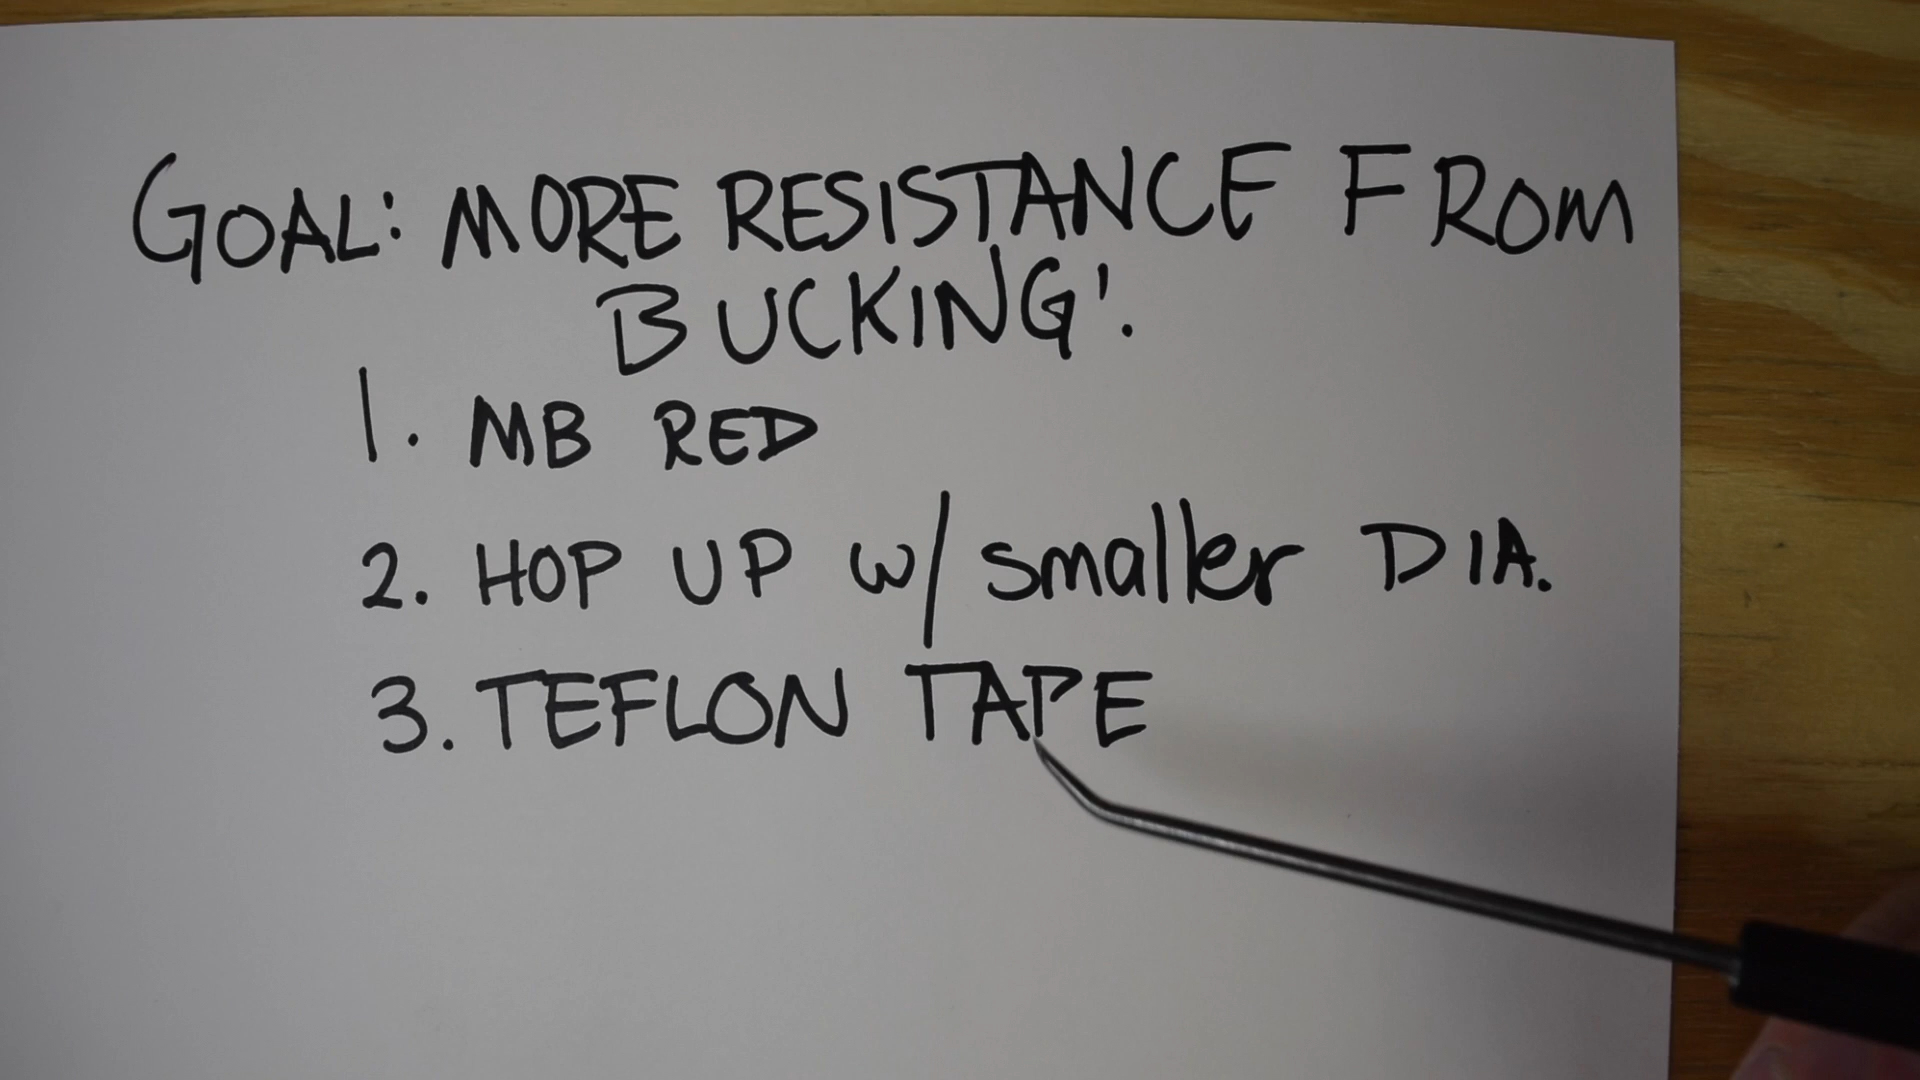 GOAL: MORE RESISTANCE FROM
BUCKING!
1. MB RED
2. HOP UP w/ smaller DIA.
3. TEFLON TAPE